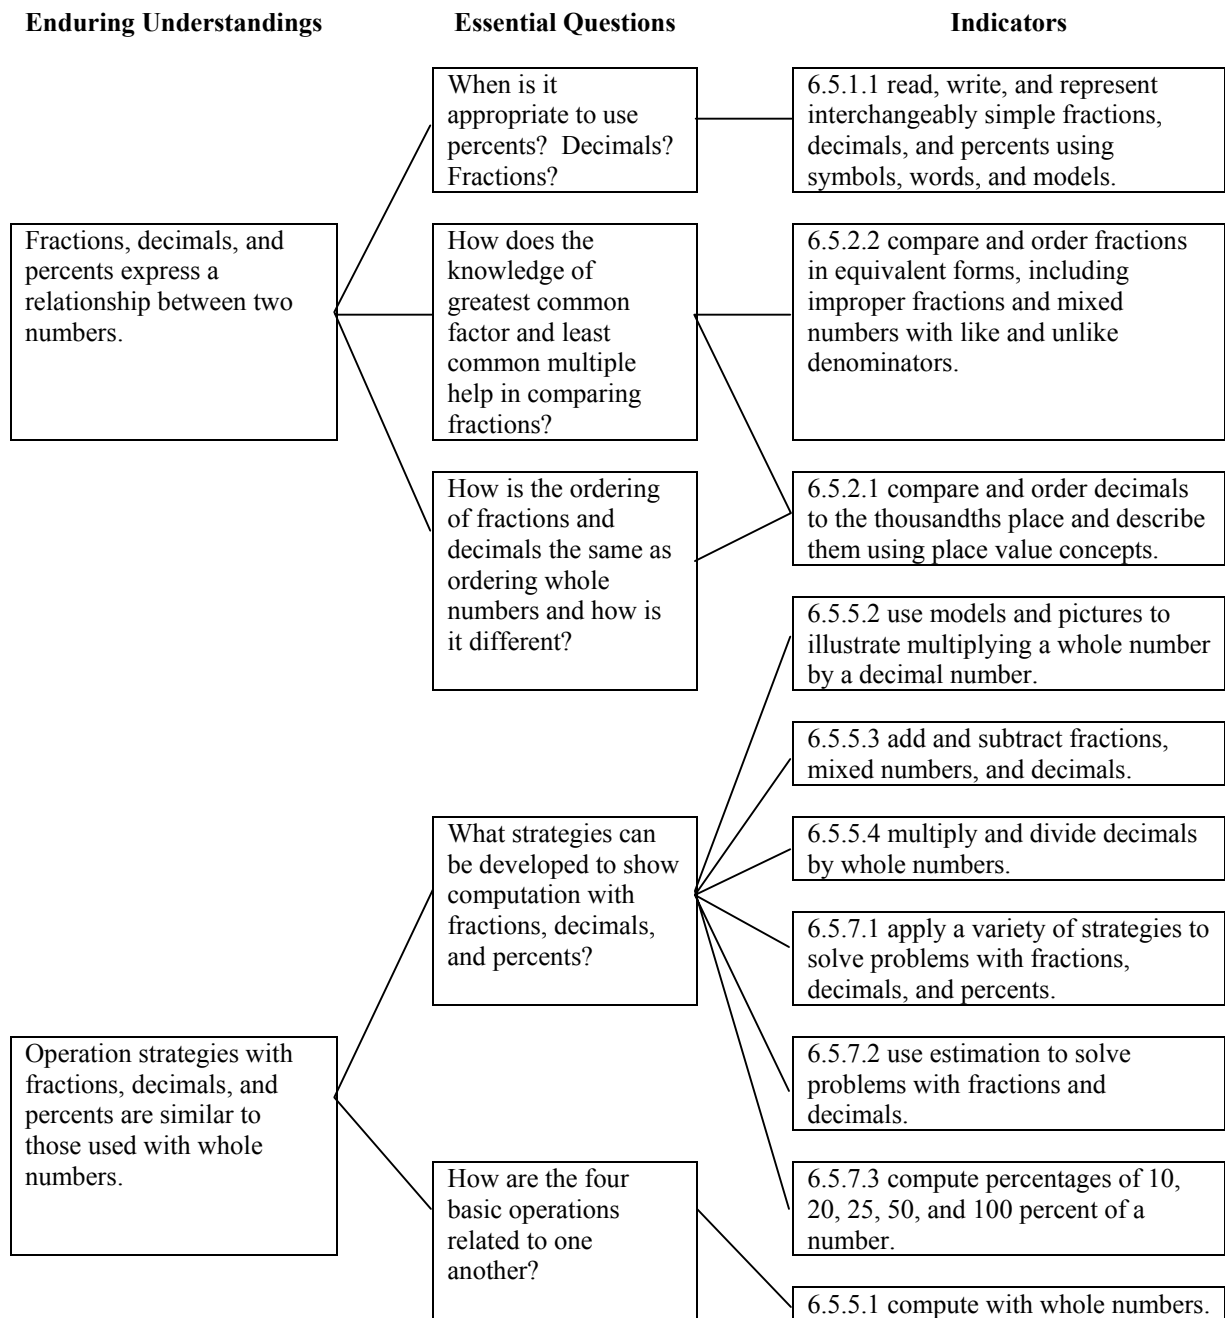 Enduring Understandings
Essential Questions
Indicators
When is it
appropriate to use
percents?  Decimals?
Fractions?
6.5.1.1 read, write, and represent
interchangeably simple fractions,
decimals, and percents using
symbols, words, and models.
Fractions, decimals, and
percents express a
relationship between two
numbers.
How does the
knowledge of
greatest common
factor and least
common multiple
help in comparing
fractions?
6.5.2.2 compare and order fractions
in equivalent forms, including
improper fractions and mixed
numbers with like and unlike
denominators.
How is the ordering
of fractions and
decimals the same as
ordering whole
numbers and how is
it different?
6.5.2.1 compare and order decimals
to the thousandths place and describe
them using place value concepts.
6.5.5.2 use models and pictures to
illustrate multiplying a whole number
by a decimal number.
6.5.5.3 add and subtract fractions,
mixed numbers, and decimals.
What strategies can
be developed to show
computation with
fractions, decimals,
and percents?
6.5.5.4 multiply and divide decimals
by whole numbers.
6.5.7.1 apply a variety of strategies to
solve problems with fractions,
decimals, and percents.
Operation strategies with
fractions, decimals, and
percents are similar to
those used with whole
numbers.
6.5.7.2 use estimation to solve
problems with fractions and
decimals.
How are the four
basic operations
related to one
another?
6.5.7.3 compute percentages of 10,
20, 25, 50, and 100 percent of a
number.
6.5.5.1 compute with whole numbers.